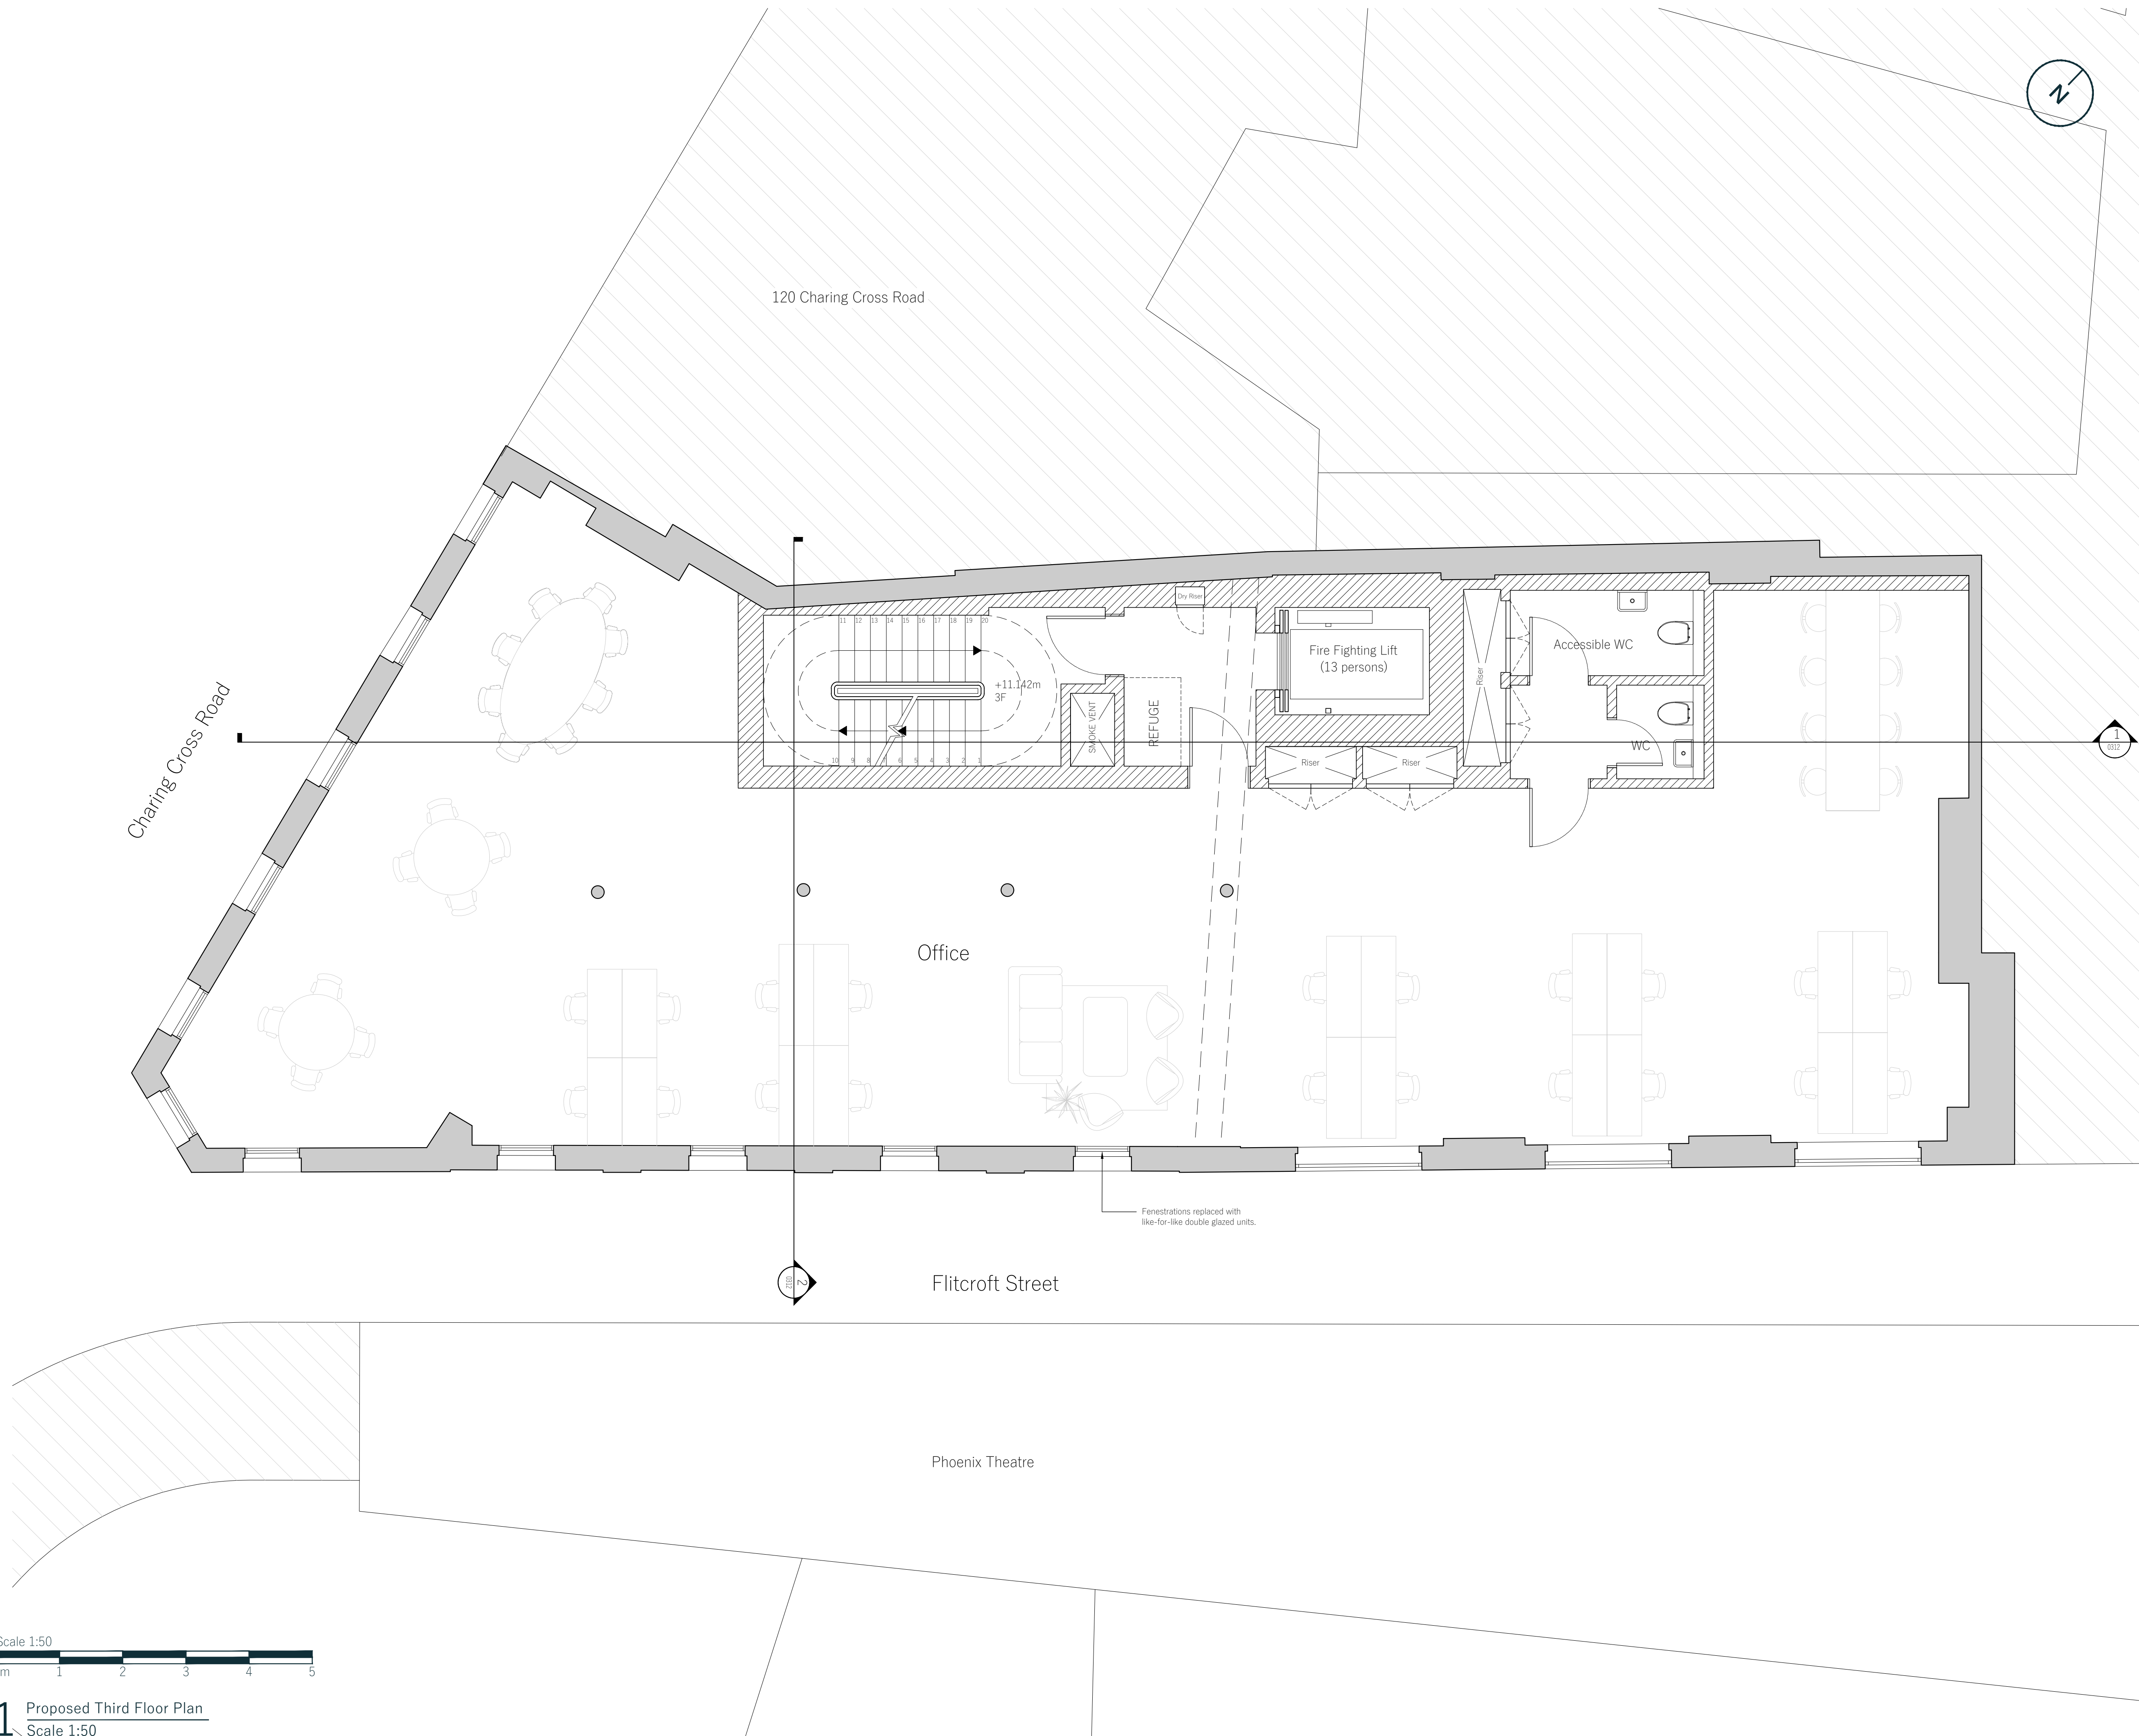 N
120 Charing Cross Road
Dry Riser
11 12 13 14 15 16 17 18 19 20
Fire Fighting Lift
(13 persons)
Accessible WC
Riser
+11.142m
3F
SMOKE VENT
REFUGE
WC
1
0312
10 9 8 7 6 5 4 3 2 1
Riser
Riser
Charing Cross Road
Office
Fenestrations replaced with
like-for-like double glazed units.
2
0312
Flitcroft Street
Phoenix Theatre
Scale 1:50
m 1 2 3 4 5
1 Proposed Third Floor Plan
Scale 1:50